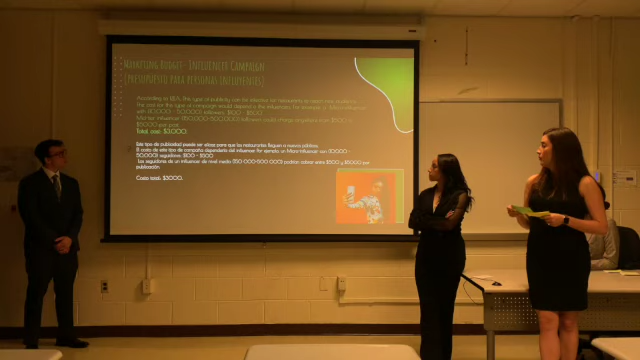 Marketing Budget - Influencer Campaign
(Presupuesto para personas influyentes)
According to NRA, this type of publicity can be effective for restaurants to reach new audiences.
The cost for this type of campaign would depend on the influencer. For example, a Micro-influencer
with (10,000 - 50,000) followers, $100 - $500
Mid-tier influencer (50,000-500,000) followers could charge anywhere from $500 to
$5000 per post.
Total cost: $3,000
Este tipo de publicidad puede ser eficaz para que los restaurantes lleguen a nuevos públicos.
El costo de este tipo de campaña dependería del influencer. Por ejemplo, un Micro-influencer con (10,000 -
50,000) seguidores, $100 - $500
Los seguidores de un influencer de nivel medio (50 000-500 000) podrían cobrar entre $500 y $5000 por
publicación.
Costo total: $3000.